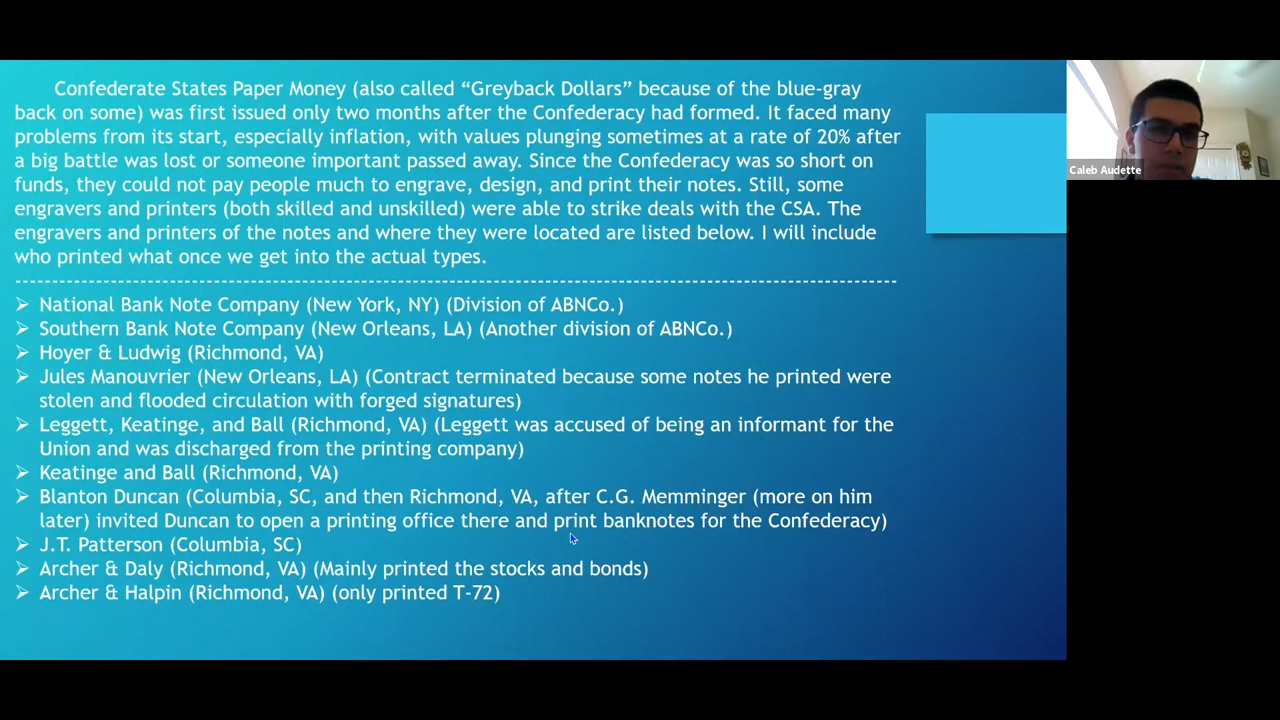 Confederate States Paper Money (also called “Greyback Dollars” because of the blue-gray
back on some) was first issued only two months after the Confederacy had formed. It faced many
problems from its start, especially inflation, with values plunging sometimes at a rate of 20% after
a big battle was lost or someone important passed away. Since the Confederacy was so short on
funds, they could not pay people much to engrave, design, and print their notes. Still, some
engravers and printers (both skilled and unskilled) were able to strike deals with the CSA. The
engravers and printers of the notes and where they were located are listed below. I will include
who printed what once we get into the actual types.
------------------------------------------------------------------------------------------------
➢ National Bank Note Company (New York, NY) (Division of ABNCo.)
➢ Southern Bank Note Company (New Orleans, LA) (Another division of ABNCo.)
➢ Hoyer & Ludwig (Richmond, VA)
➢ Jules Manouvrier (New Orleans, LA) (Contract terminated because some notes he printed were
stolen and flooded circulation with forged signatures)
➢ Leggett, Keatinge, and Ball (Richmond, VA) (Leggett was accused of being an informant for the
Union and was discharged from the printing company)
➢ Keatinge and Ball (Richmond, VA)
➢ Blanton Duncan (Columbia, SC, and then Richmond, VA, after C.G. Memminger (more on him
later) invited Duncan to open a printing office there and print banknotes for the Confederacy)
➢ J.T. Patterson (Columbia, SC)
➢ Archer & Daly (Richmond, VA) (Mainly printed the stocks and bonds)
➢ Archer & Halpin (Richmond, VA) (only printed T-72)
Caleb Audette